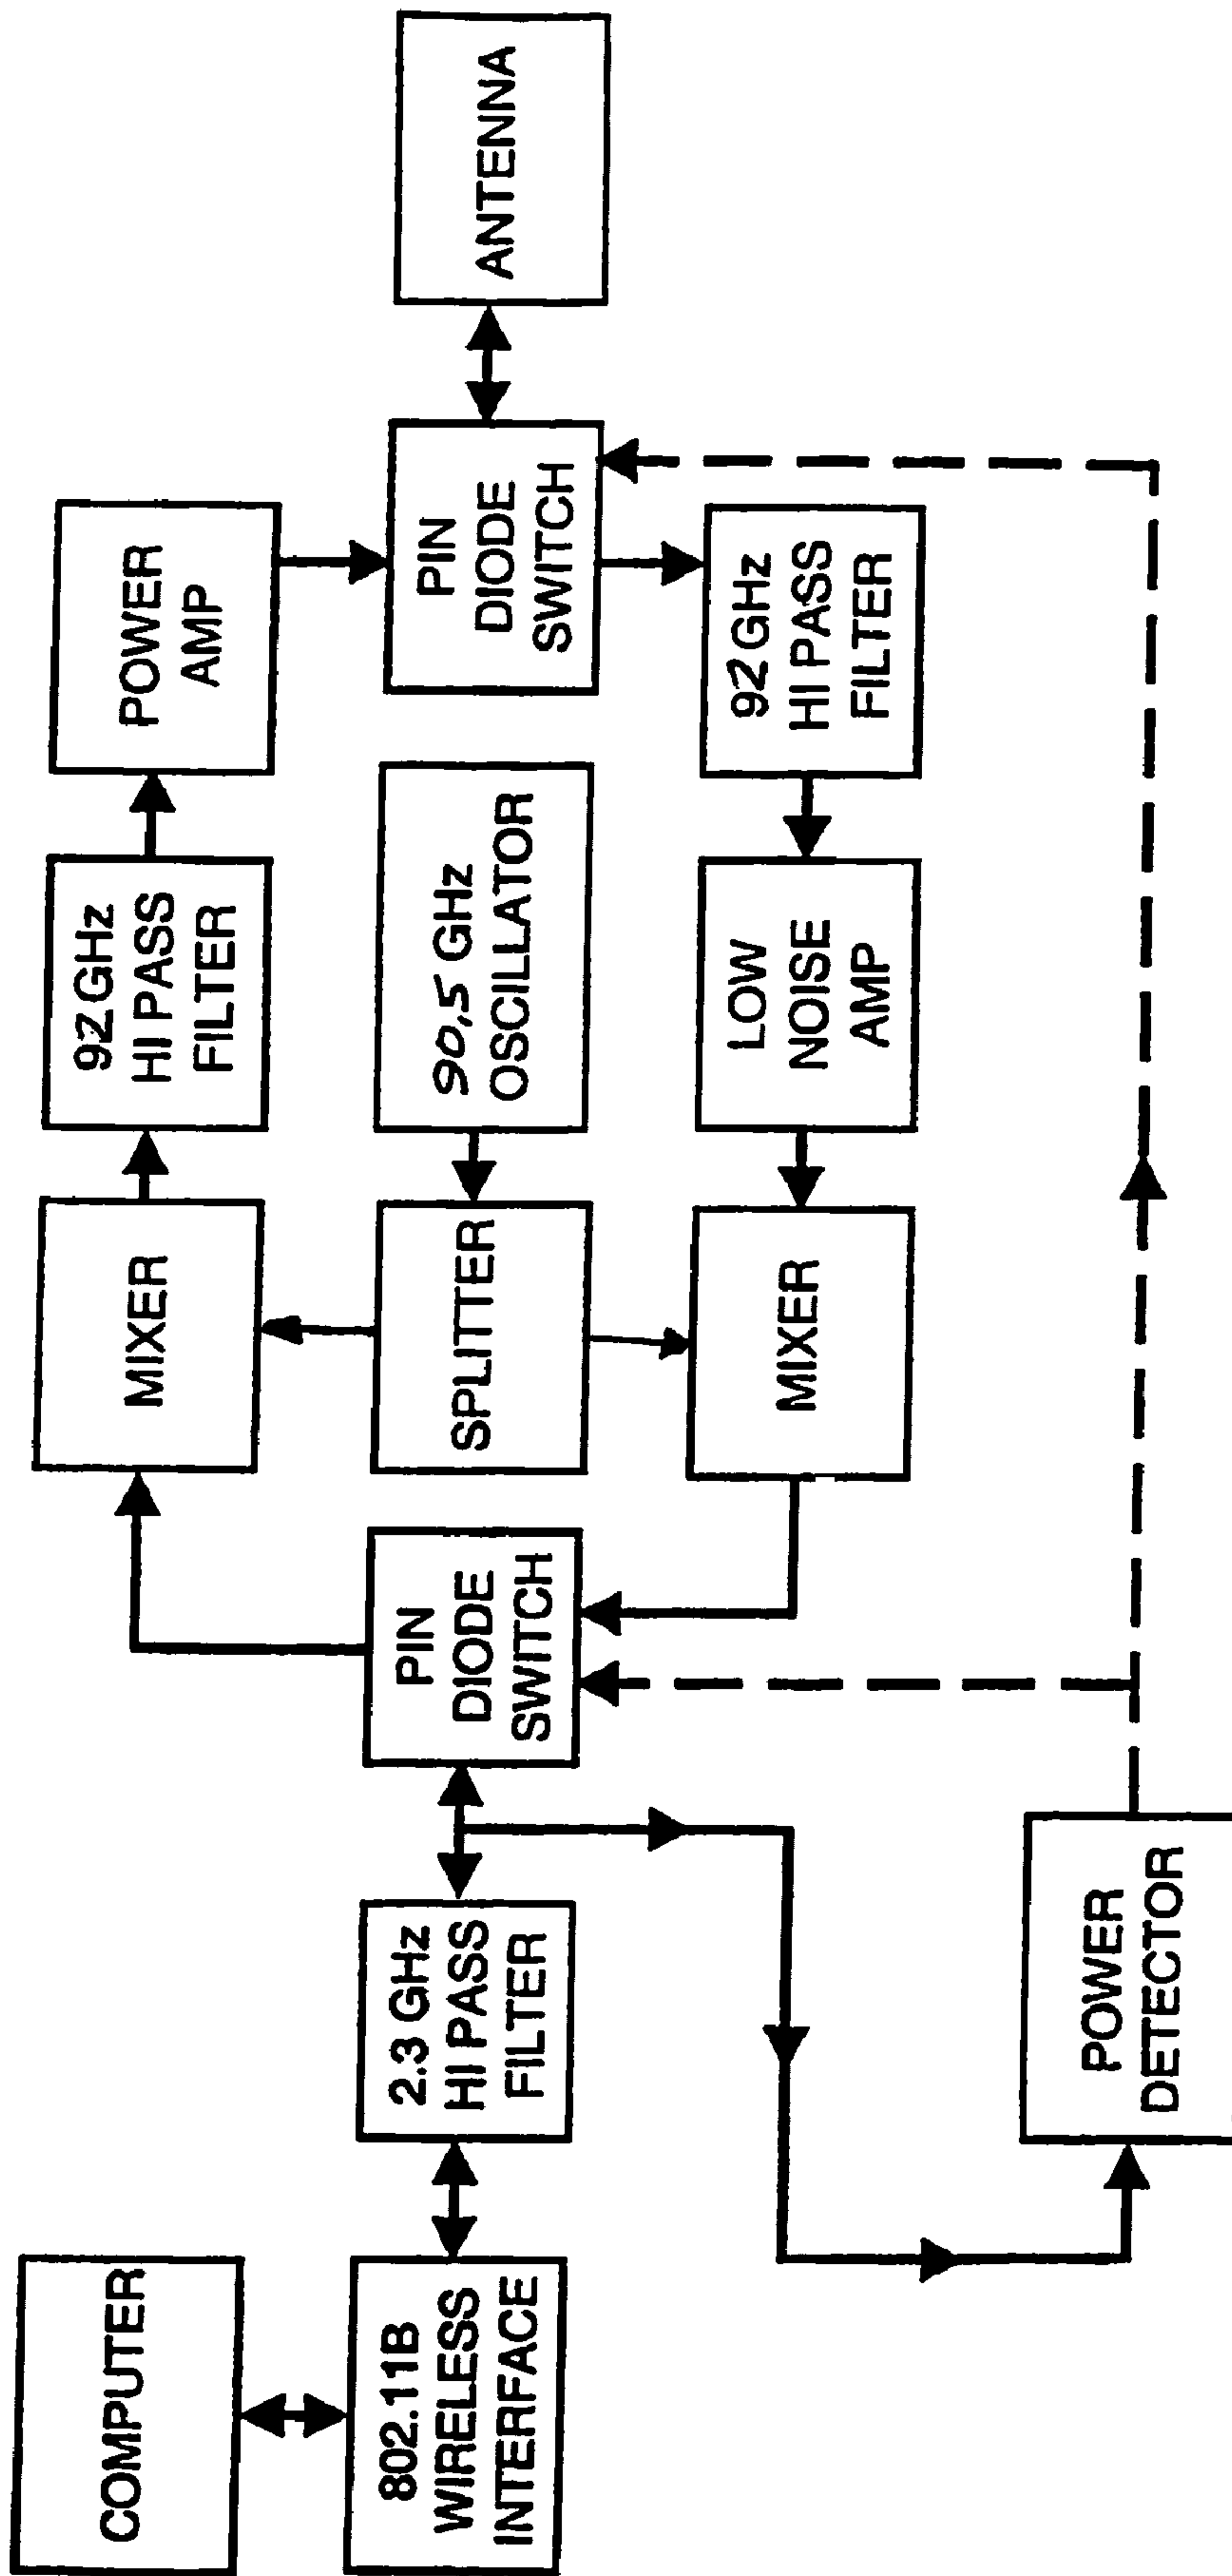 COMPUTER
802.11B
WIRELESS
INTERFACE
2.3 GHz
HI PASS
FILTER
POWER
DETECTOR
PIN
DIODE
SWITCH
MIXER
SPLITTER
MIXER
92 GHz
HI PASS
FILTER
90,5 GHz
OSCILLATOR
LOW
NOISE
AMP
POWER
AMP
PIN
DIODE
SWITCH
92 GHz
HI PASS
FILTER
ANTENNA